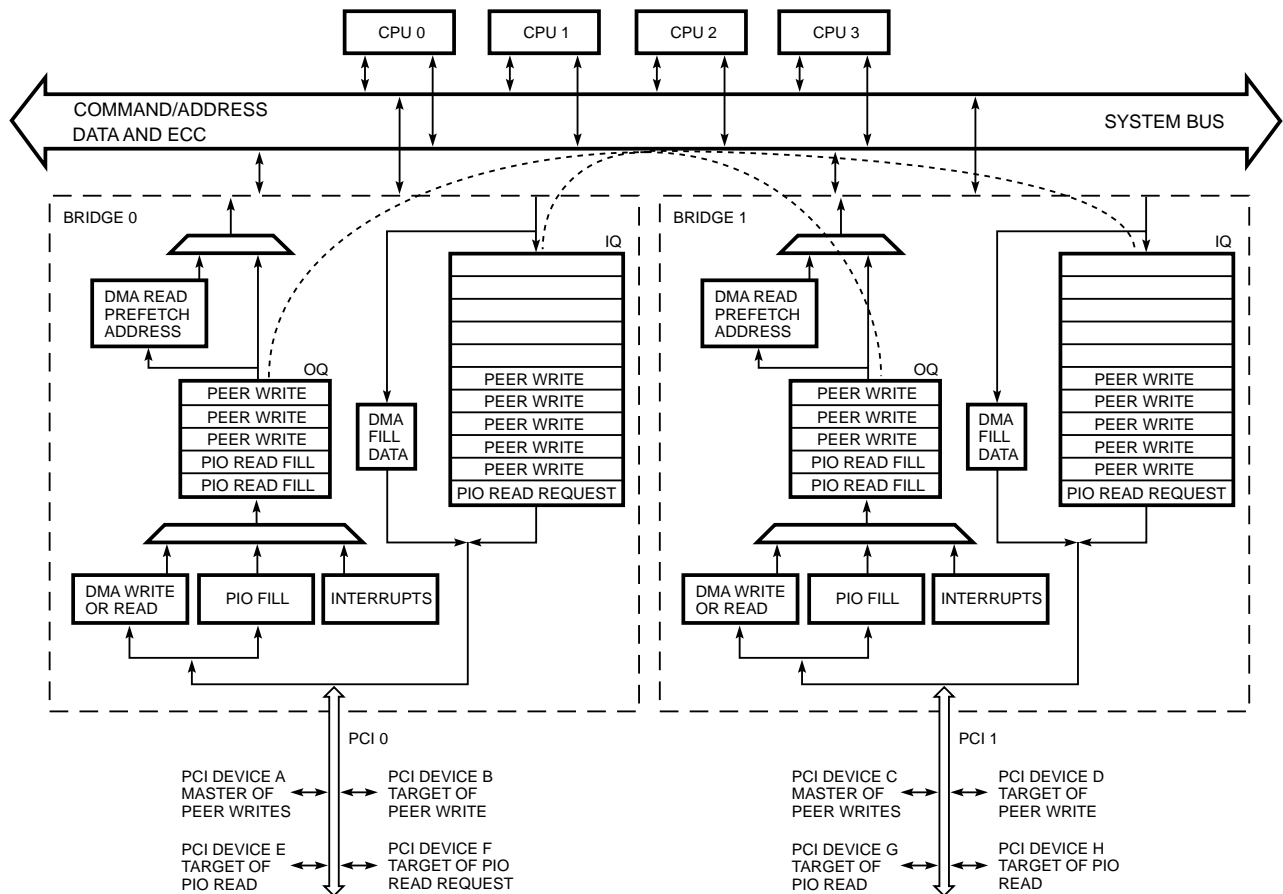 CPU 0
CPU 1
CPU 2
CPU 3
COMMAND/ADDRESS
DATA AND ECC
SYSTEM BUS
BRIDGE 0
IQ
DMA READ
PREFETCH
ADDRESS
OQ
PEER WRITE
PEER WRITE
PEER WRITE
PIO READ FILL
PIO READ FILL
DMA
FILL
DATA
PEER WRITE
PEER WRITE
PEER WRITE
PEER WRITE
PEER WRITE
PIO READ REQUEST
DMA WRITE
OR READ
PIO FILL
INTERRUPTS
BRIDGE 1
IQ
DMA READ
PREFETCH
ADDRESS
OQ
PEER WRITE
PEER WRITE
PEER WRITE
PIO READ FILL
PIO READ FILL
DMA
FILL
DATA
PEER WRITE
PEER WRITE
PEER WRITE
PEER WRITE
PEER WRITE
PIO READ REQUEST
DMA WRITE
OR READ
PIO FILL
INTERRUPTS
PCI 0
PCI DEVICE A
MASTER OF
PEER WRITES
PCI DEVICE B
TARGET OF
PEER WRITE
PCI DEVICE E
TARGET OF
PIO READ
PCI DEVICE F
TARGET OF PIO
READ REQUEST
PCI 1
PCI DEVICE C
MASTER OF
PEER WRITES
PCI DEVICE D
TARGET OF
PEER WRITE
PCI DEVICE G
TARGET OF
PIO READ
PCI DEVICE H
TARGET OF PIO
READ